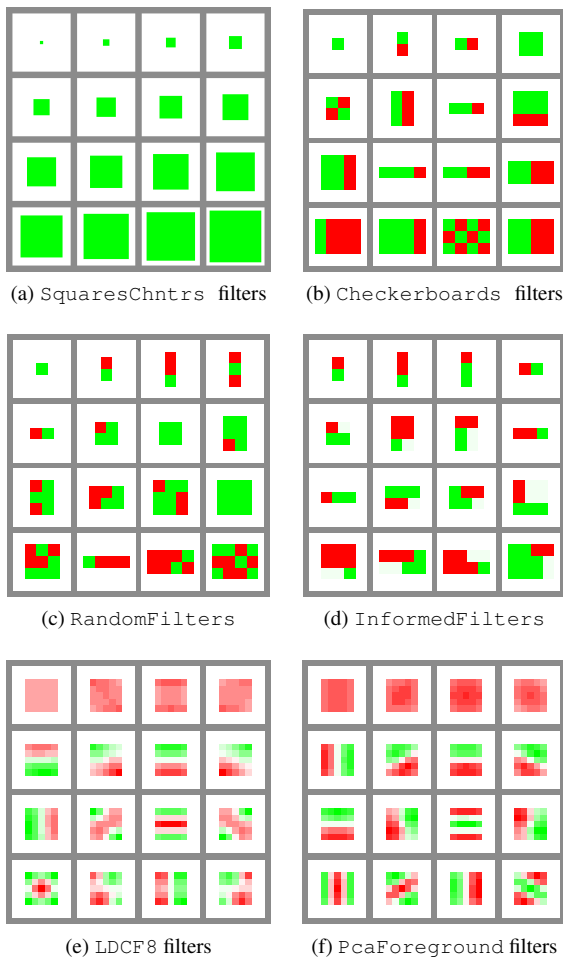 (a) SquaresChntrs filters
(b) Checkerboards filters
(c) RandomFilters
(d) InformedFilters
(e) LDCF8 filters
(f) PcaForeground filters